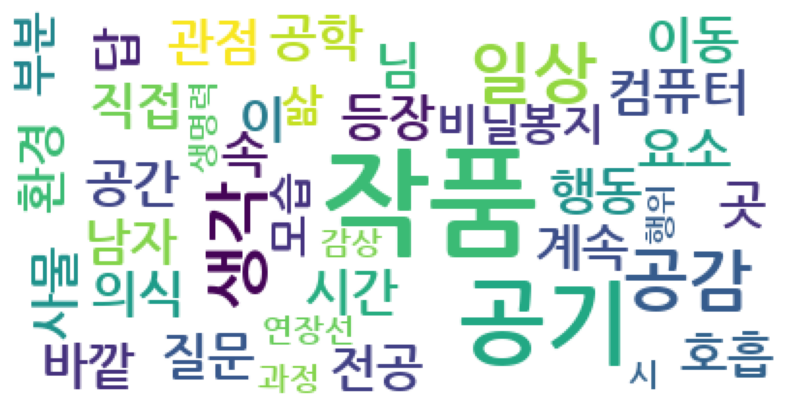 부분
답
관점
공학
님
일상
이동
직접
생명력
이
삶
등장
비닐봉지
컴퓨터
환경
공간
속
생각
모습
작품
행동
요소
행위
곳
남자
감상
계속
공감
사물
의식
시간
공기
연장선
바깥
질문
과정
전공
시
호흡